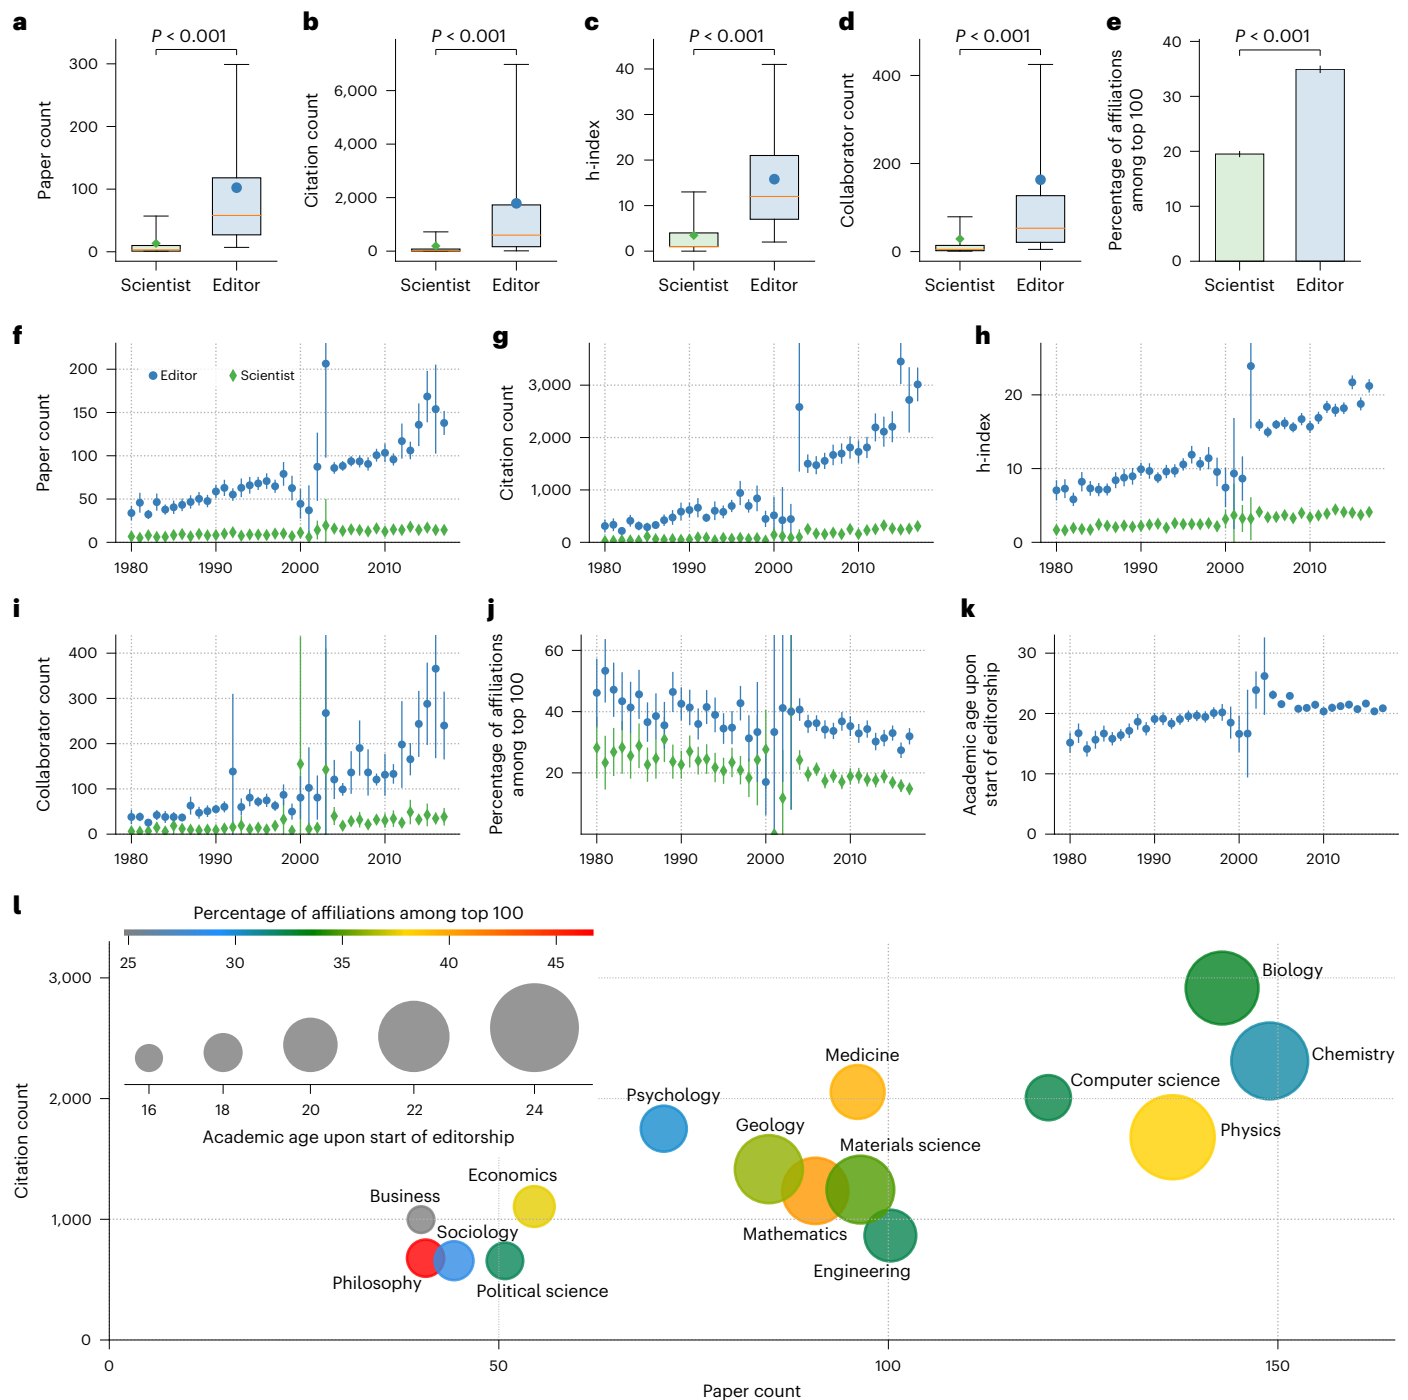 a
P < 0.001
Paper count
300
200
100
0
Scientist
Editor
b
P < 0.001
Citation count
6,000
4,000
2,000
0
Scientist
Editor
c
P < 0.001
h-index
40
30
20
10
0
Scientist
Editor
d
P < 0.001
Collaborator count
400
200
0
Scientist
Editor
e
P < 0.001
Percentage of affiliations
among top 100
40
30
20
10
0
Scientist
Editor
f
Paper count
200
150
100
50
0
Editor
Scientist
1980
1990
2000
2010
g
Citation count
3,000
2,000
1,000
0
1980
1990
2000
2010
h
h-index
20
10
0
1980
1990
2000
2010
i
Collaborator count
400
300
200
100
0
1980
1990
2000
2010
j
Percentage of affiliations
among top 100
60
40
20
1980
1990
2000
2010
k
Academic age upon
start of editorship
30
20
10
0
1980
1990
2000
2010
l
Percentage of affiliations among top 100
25
30
35
40
45
16
18
20
22
24
Academic age upon start of editorship
Citation count
3,000
2,000
1,000
0
Biology
Chemistry
Medicine
Computer science
Psychology
Physics
Geology
Materials science
Economics
Business
Sociology
Mathematics
Engineering
Philosophy
Political science
0
50
100
150
Paper count